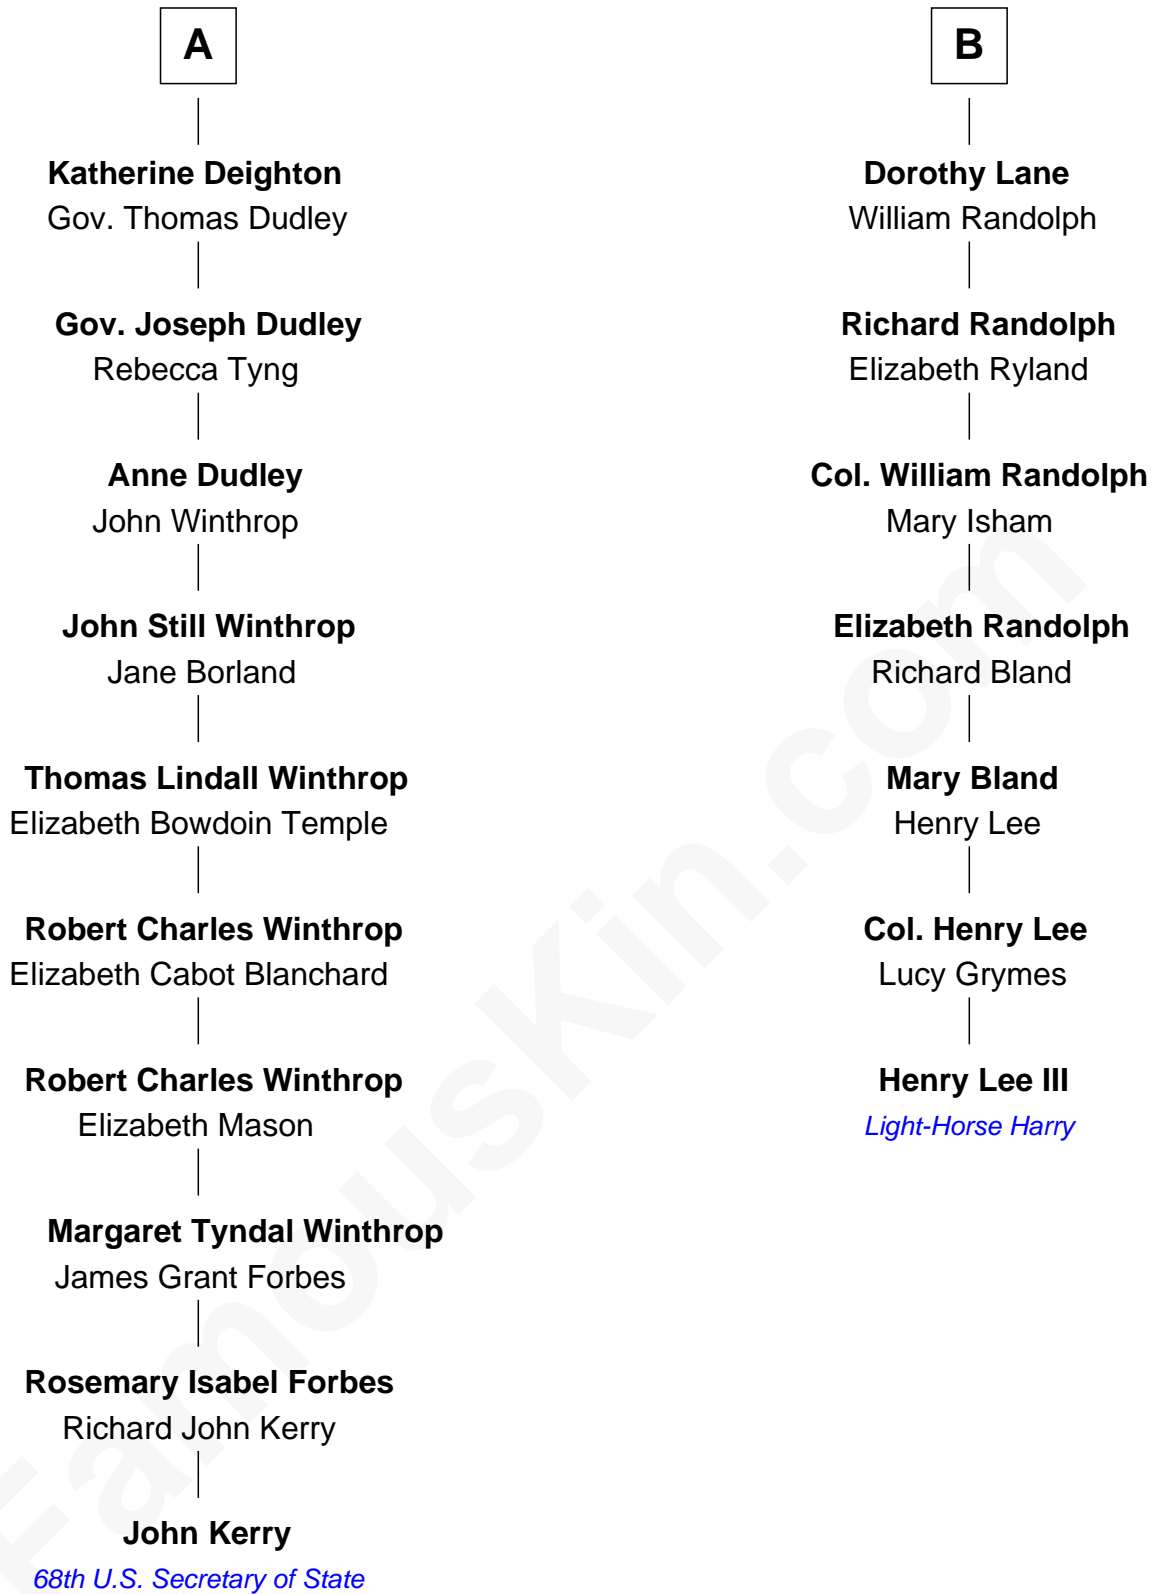 A
Katherine Deighton
Gov. Thomas Dudley
Gov. Joseph Dudley
Rebecca Tyng
Anne Dudley
John Winthrop
John Still Winthrop
Jane Borland
Thomas Lindall Winthrop
Elizabeth Bowdoin Temple
Robert Charles Winthrop
Elizabeth Cabot Blanchard
Robert Charles Winthrop
Elizabeth Mason
Margaret Tyndal Winthrop
James Grant Forbes
Rosemary Isabel Forbes
Richard John Kerry
John Kerry
68th U.S. Secretary of State
B
Dorothy Lane
William Randolph
Richard Randolph
Elizabeth Ryland
Col. William Randolph
Mary Isham
Elizabeth Randolph
Richard Bland
Mary Bland
Henry Lee
Col. Henry Lee
Lucy Grymes
Henry Lee III
Light-Horse Harry
FamousKin.com